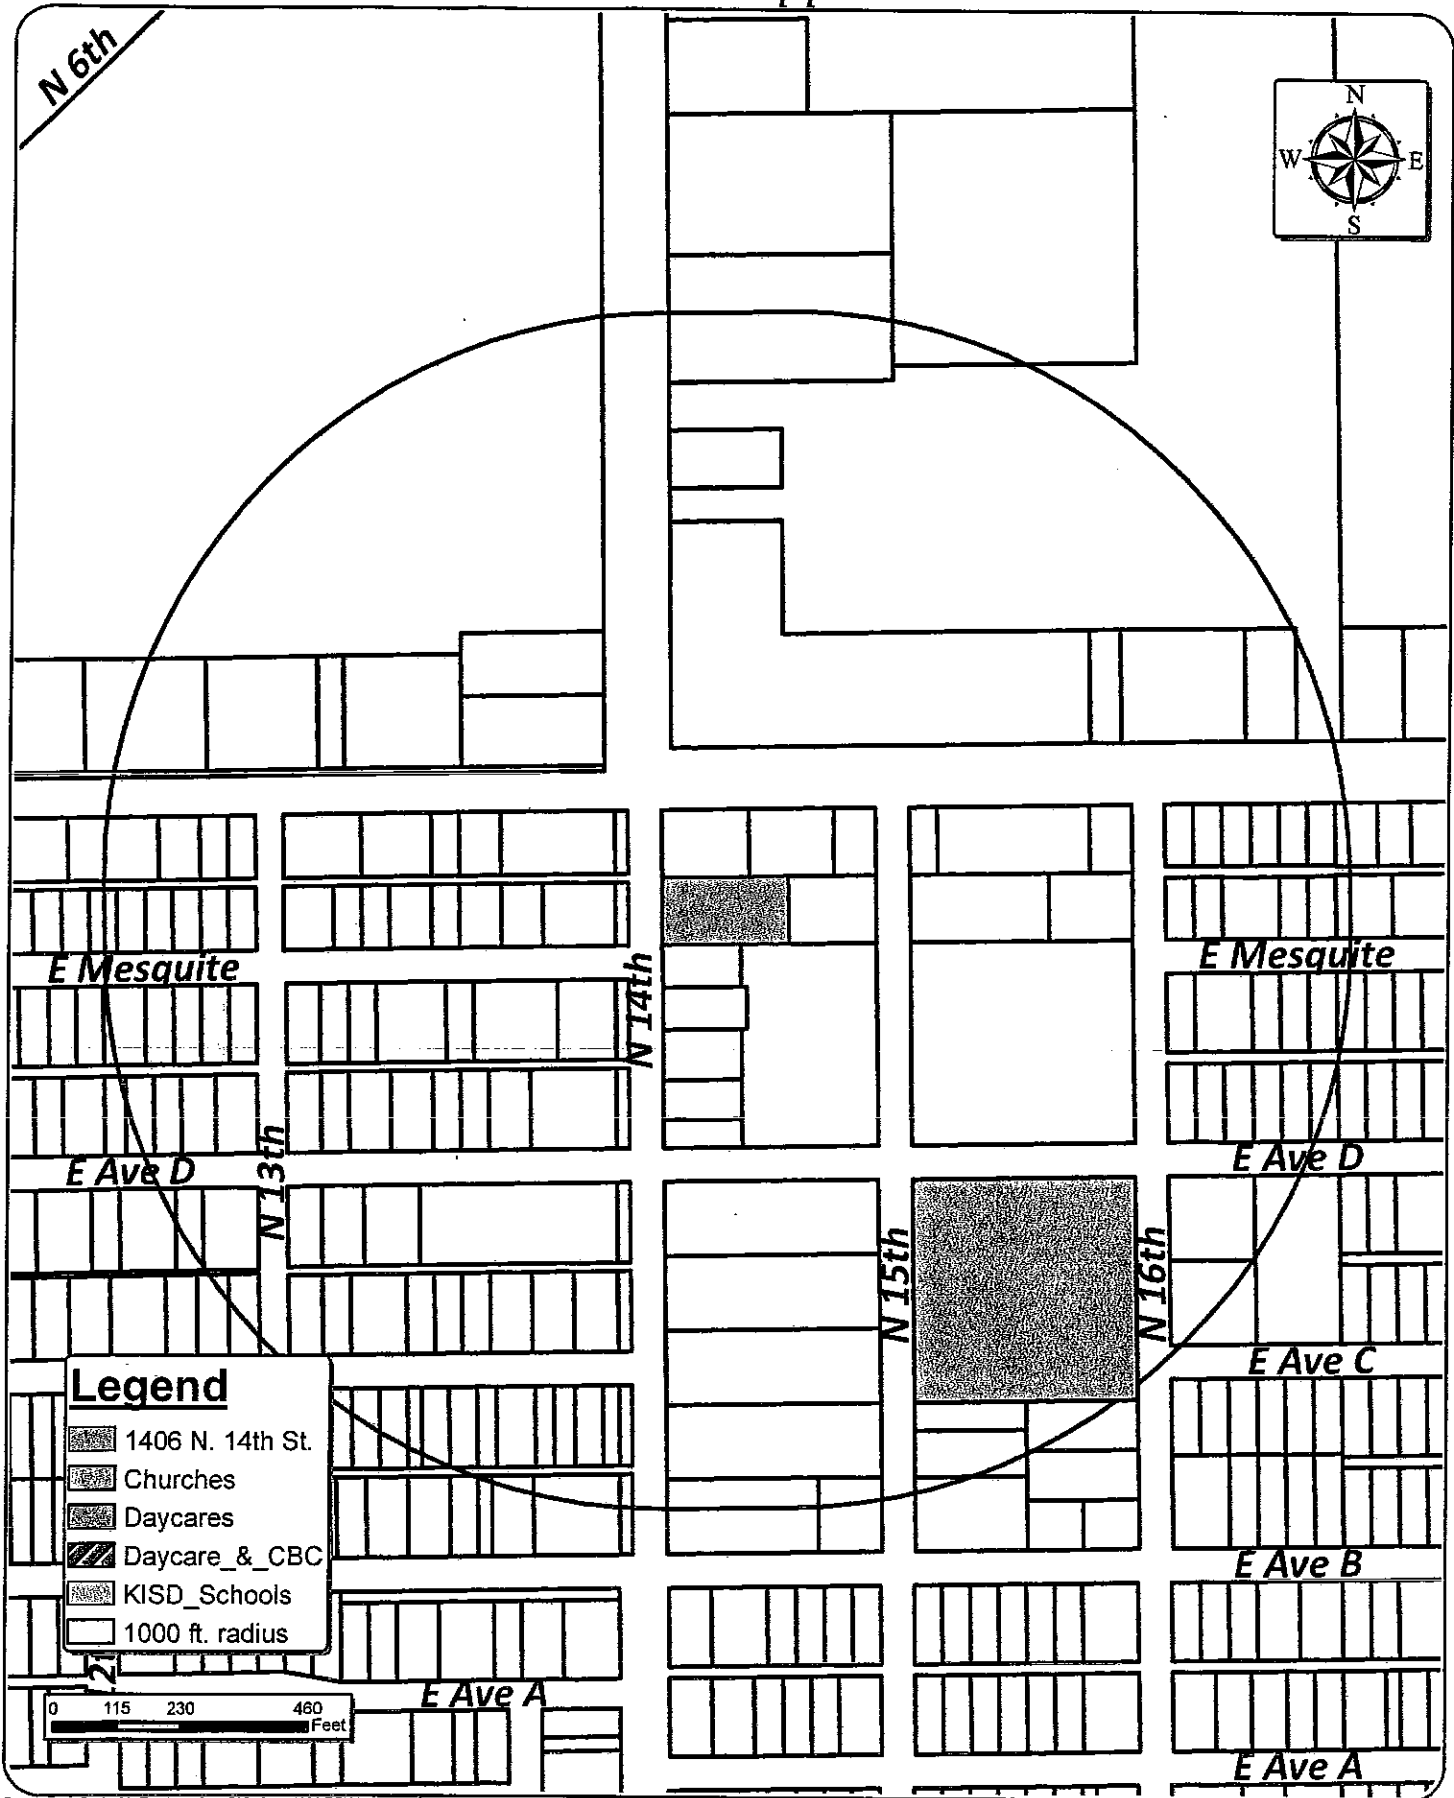 N 6th
N
W E
S
E Mesquite
E Mesquite
N 14th
E Ave D
N 13th
E Ave D
N 15th
N 16th
E Ave C
Legend
1406 N. 14th St.
Churches
Daycares
Daycare_&_CBC
KISD_Schools
1000 ft. radius
E Ave B
E Ave A
0 115 230 460
Feet
E Ave A